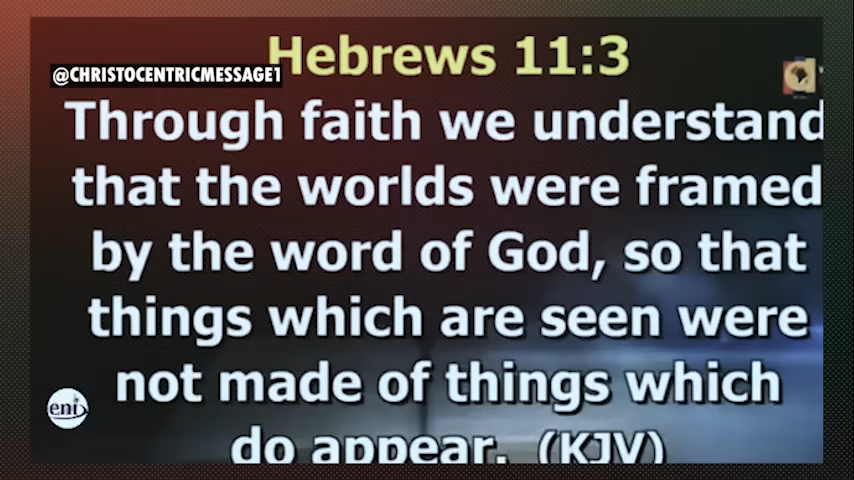 Hebrews 11:3
@CHRISTOCENTRICMESSAGE1
Through faith we understand
that the worlds were framed
by the word of God, so that
things which are seen were
not made of things which
eni
do appear. (KJV)